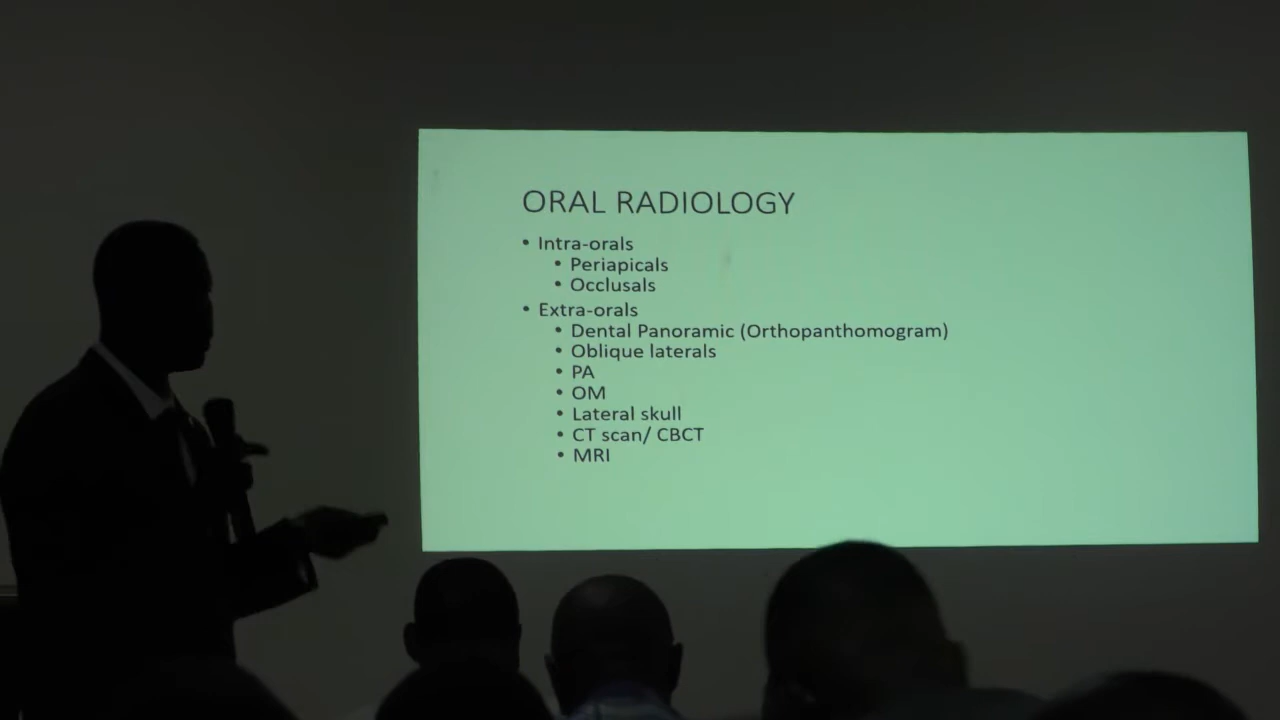 ORAL RADIOLOGY
• Intra-orals
• Periapicals
• Occlusals
• Extra-orals
• Dental Panoramic (Orthopanthomogram)
• Oblique laterals
• PA
• OM
• Lateral skull
• CT scan/ CBCT
• MRI